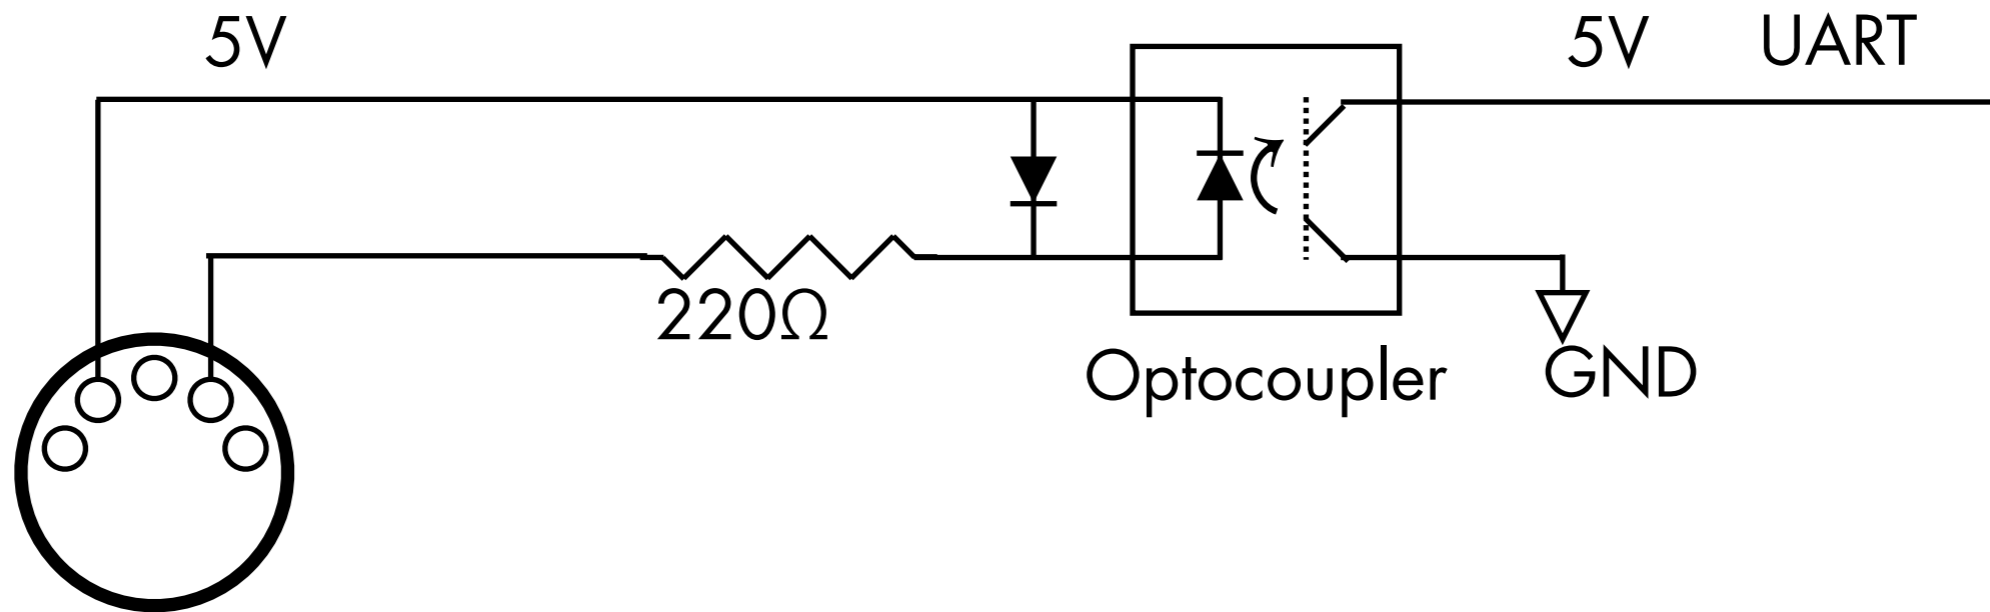 5V
5V UART
220Ω
Optocoupler
GND